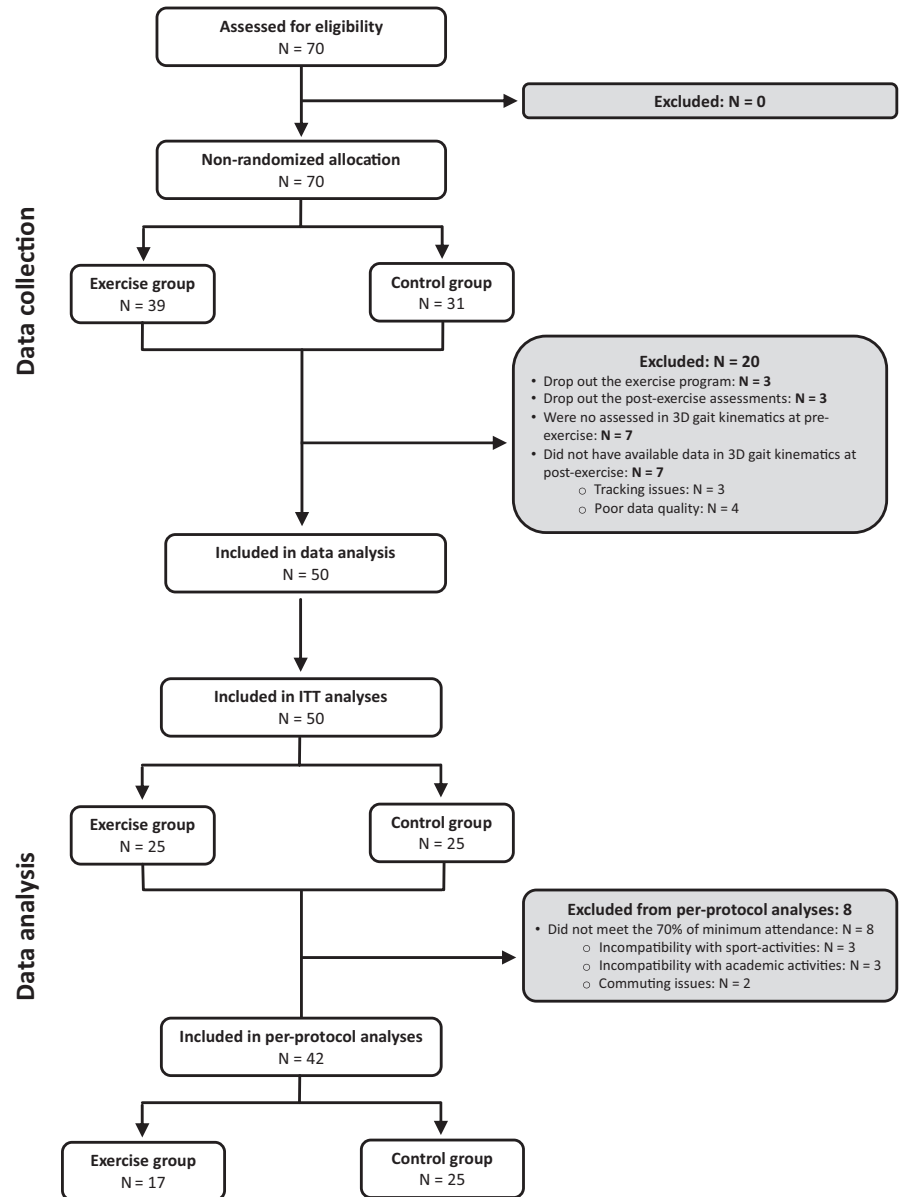 Assessed for eligibility
N = 70
Excluded: N = 0
Non-randomized allocation
N = 70
Data collection
Exercise group
N = 39
Control group
N = 31
Excluded: N = 20
• Drop out the exercise program: N = 3
• Drop out the post-exercise assessments: N = 3
• Were no assessed in 3D gait kinematics at pre-
exercise: N = 7
• Did not have available data in 3D gait kinematics at
post-exercise: N = 7
○ Tracking issues: N = 3
○ Poor data quality: N = 4
Included in data analysis
N = 50
Included in ITT analyses
N = 50
Data analysis
Exercise group
N = 25
Control group
N = 25
Excluded from per-protocol analyses: 8
• Did not meet the 70% of minimum attendance: N = 8
○ Incompatibility with sport-activities: N = 3
○ Incompatibility with academic activities: N = 3
○ Commuting issues: N = 2
Included in per-protocol analyses
N = 42
Exercise group
N = 17
Control group
N = 25